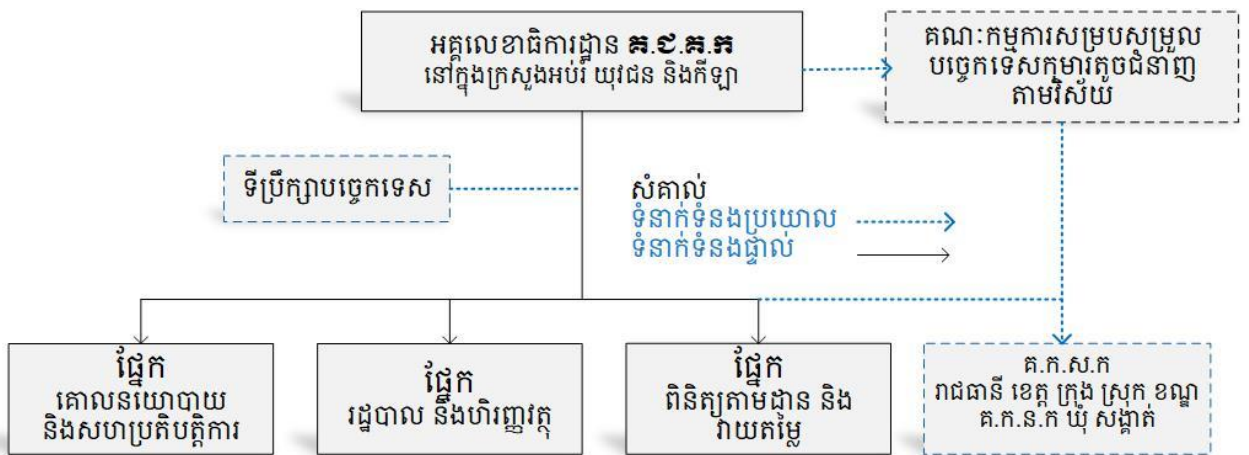 អគ្គលេខាធិការដ្ឋាន គ.ជ.គ.ក
នៅក្នុងក្រសួងអប់រំ យុវជន និងកីឡា
គណៈកម្មការសម្របសម្រួល
បច្ចេកទេសកុមារតូចជំនាញ
តាមវិស័យ
ទីប្រឹក្សាបច្ចេកទេស
សំគាល់
ទំនាក់ទំនងប្រយោល
ទំនាក់ទំនងផ្ទាល់
ផ្នែក
គោលនយោបាយ
និងសហប្រតិបត្តិការ
ផ្នែក
រដ្ឋបាល និងហិរញ្ញវត្ថុ
ផ្នែក
ពិនិត្យតាមដាន និង
វាយតម្លៃ
គ.ក.ស.ក
រាជធានី ខេត្ត ក្រុង ស្រុក ខណ្ឌ
គ.ក.ន.ក ឃុំ សង្កាត់